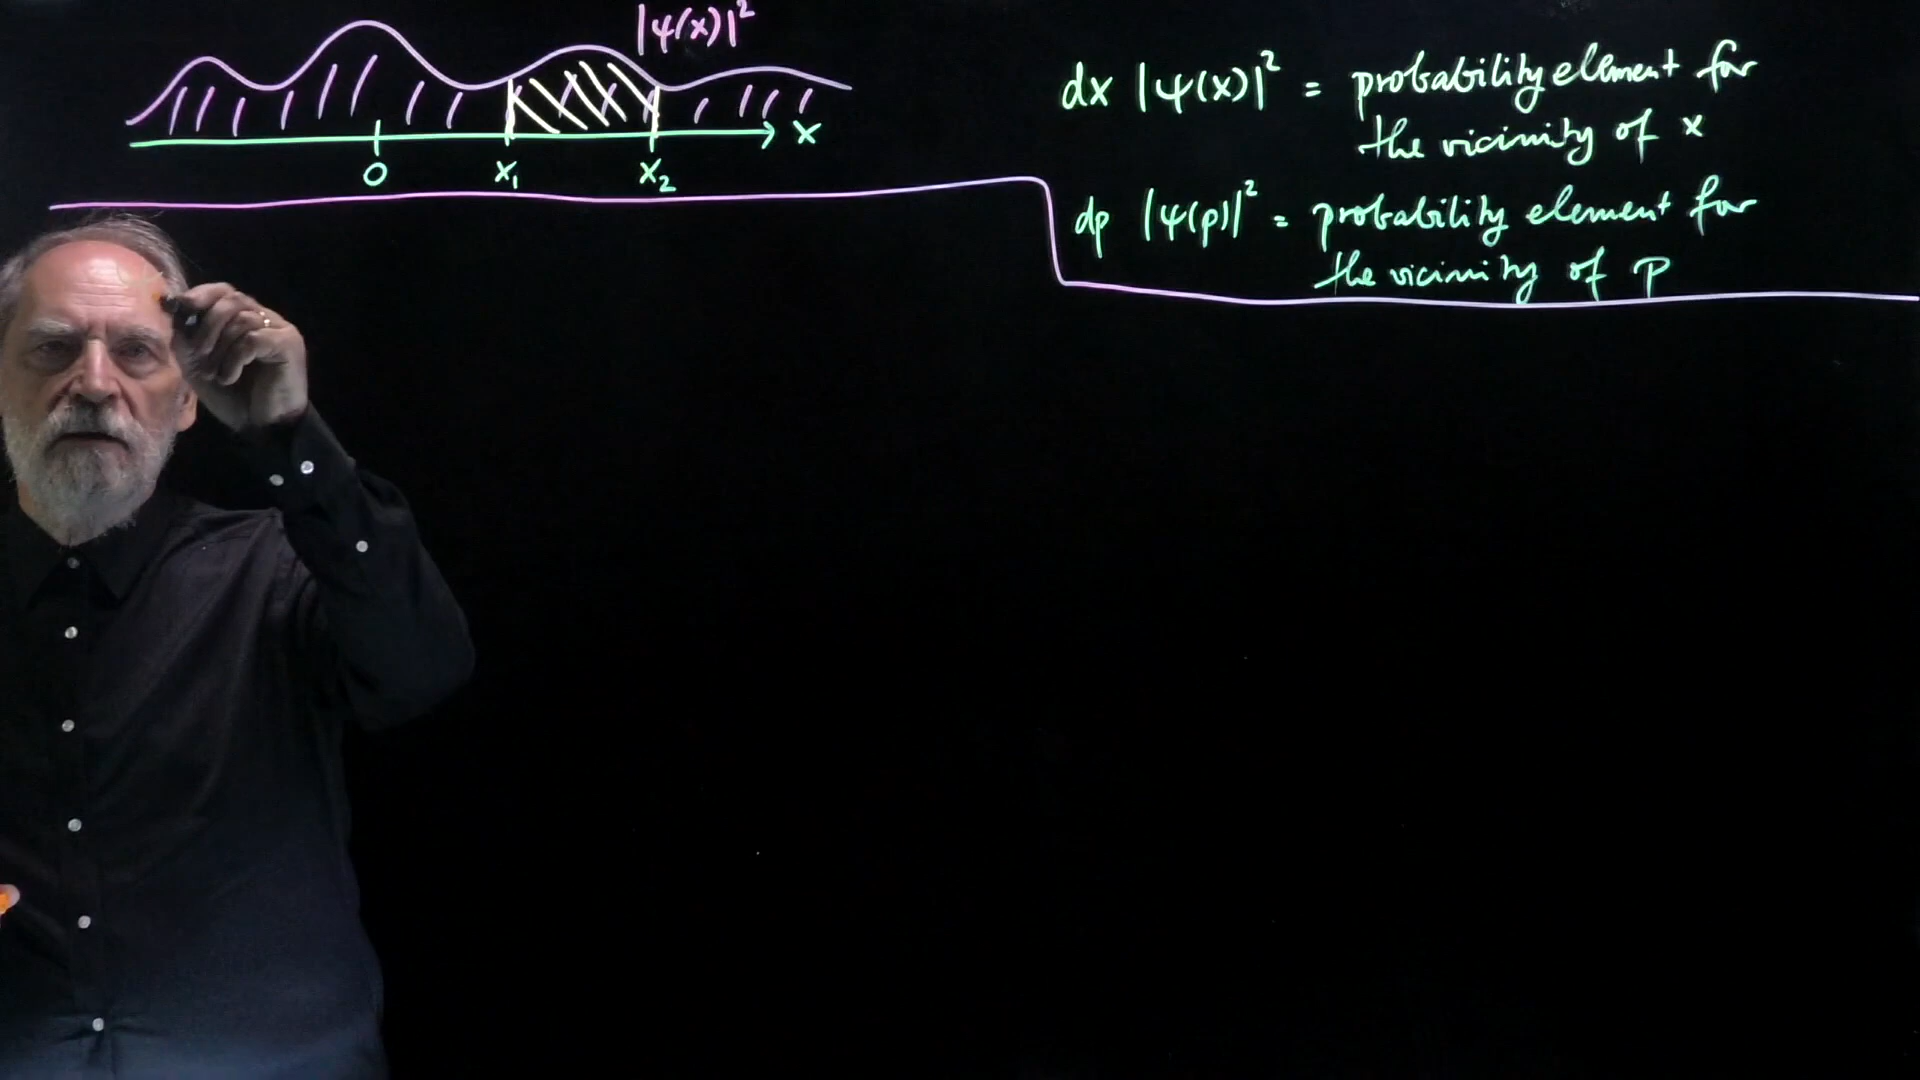 |ψ(x)|²
x
0 x₁ x₂
dx |ψ(x)|² = probability element for
the vicinity of x
dp |ψ(p)|² = probability element for
the vicinity of p